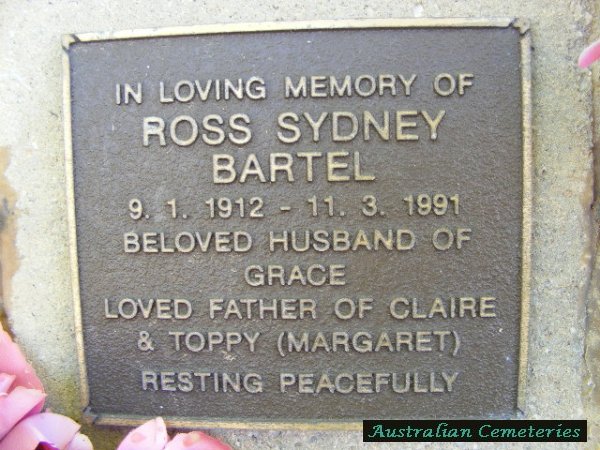 IN LOVING MEMORY OF
ROSS SYDNEY
BARTEL
9. 1. 1912 - 11. 3. 1991
BELOVED HUSBAND OF
GRACE
LOVED FATHER OF CLAIRE
& TOPPY (MARGARET)
RESTING PEACEFULLY
Australian Cemeteries